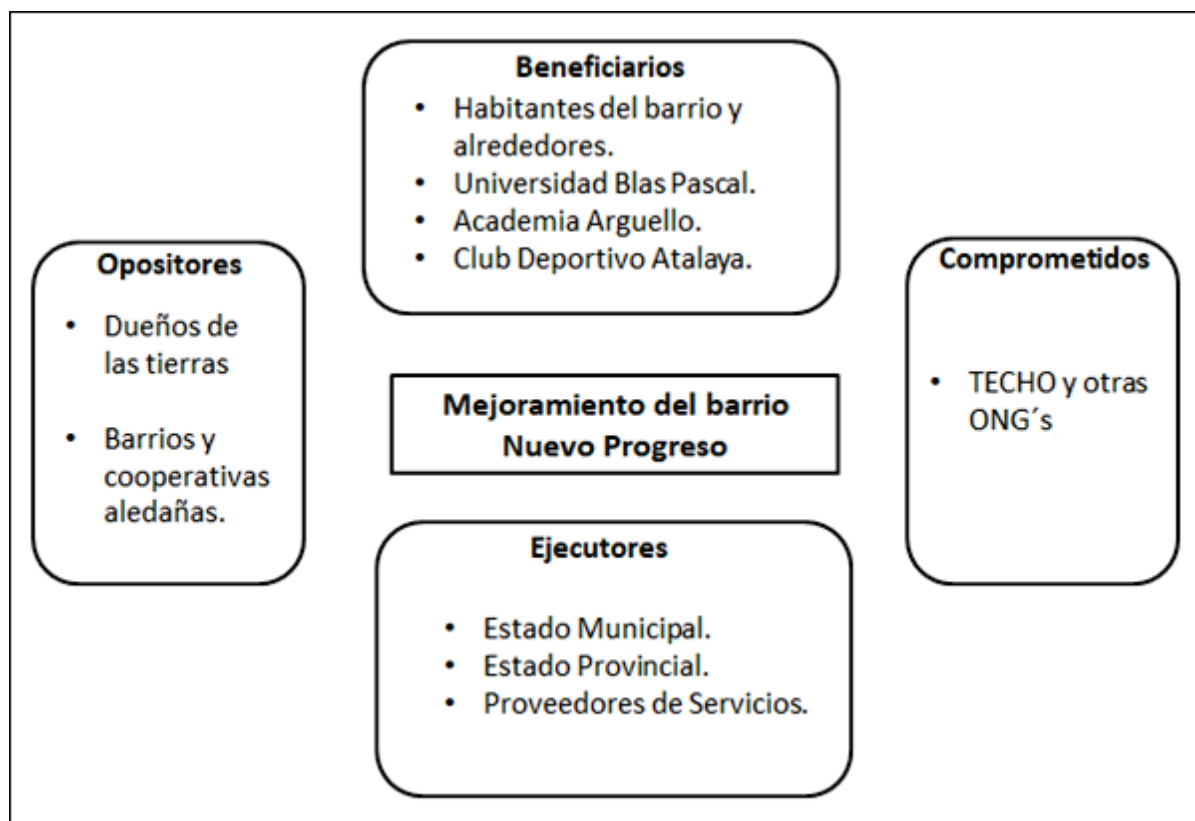 Beneficiarios
• Habitantes del barrio y
alrededores.
• Universidad Blas Pascal.
• Academia Arguello.
• Club Deportivo Atalaya.
Opositores
• Dueños de
las tierras
• Barrios y
cooperativas
aledañas.
Mejoramiento del barrio
Nuevo Progreso
Comprometidos
• TECHO y otras
ONG´s
Ejecutores
• Estado Municipal.
• Estado Provincial.
• Proveedores de Servicios.